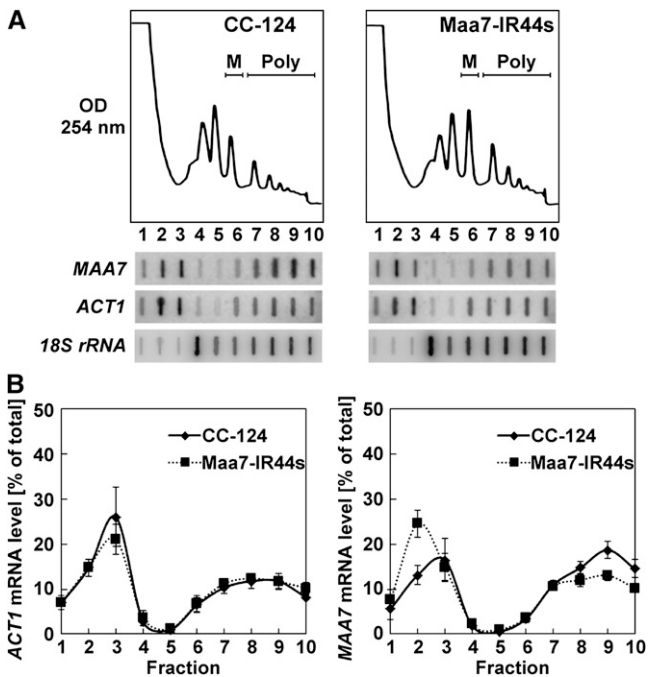 A
CC-124
Maa7-IR44s
M Poly
M Poly
OD
254 nm
1 2 3 4 5 6 7 8 9 10
1 2 3 4 5 6 7 8 9 10
MAA7
ACT1
18S rRNA
B
ACT1 mRNA level [% of total]
50
40
30
20
10
0
CC-124
Maa7-IR44s
1 2 3 4 5 6 7 8 9 10
Fraction
MAA7 mRNA level [% of total]
50
40
30
20
10
0
CC-124
Maa7-IR44s
1 2 3 4 5 6 7 8 9 10
Fraction